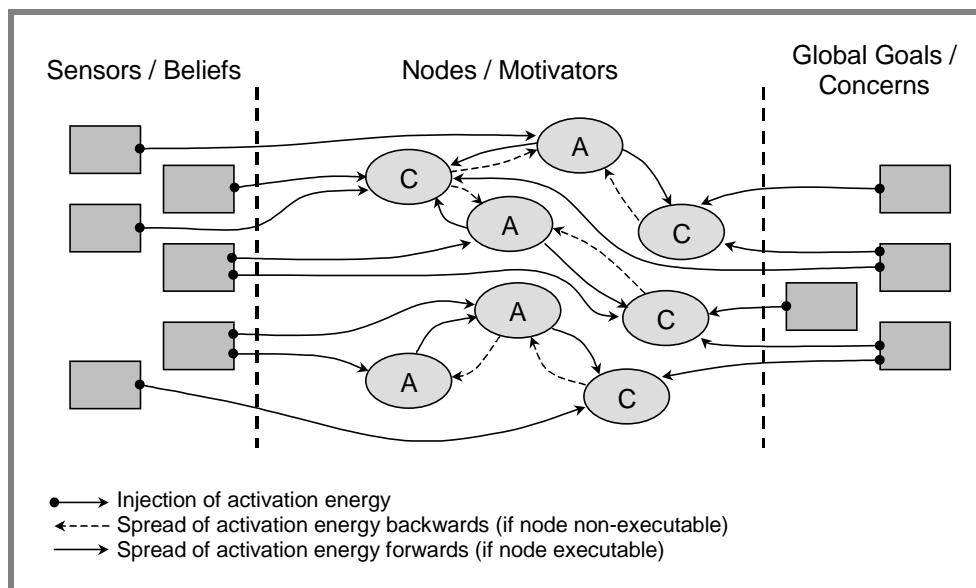 Sensors / Beliefs
Nodes / Motivators
Global Goals /
Concerns
A
C
A
C
A
C
A
C
Injection of activation energy
Spread of activation energy backwards (if node non-executable)
Spread of activation energy forwards (if node executable)